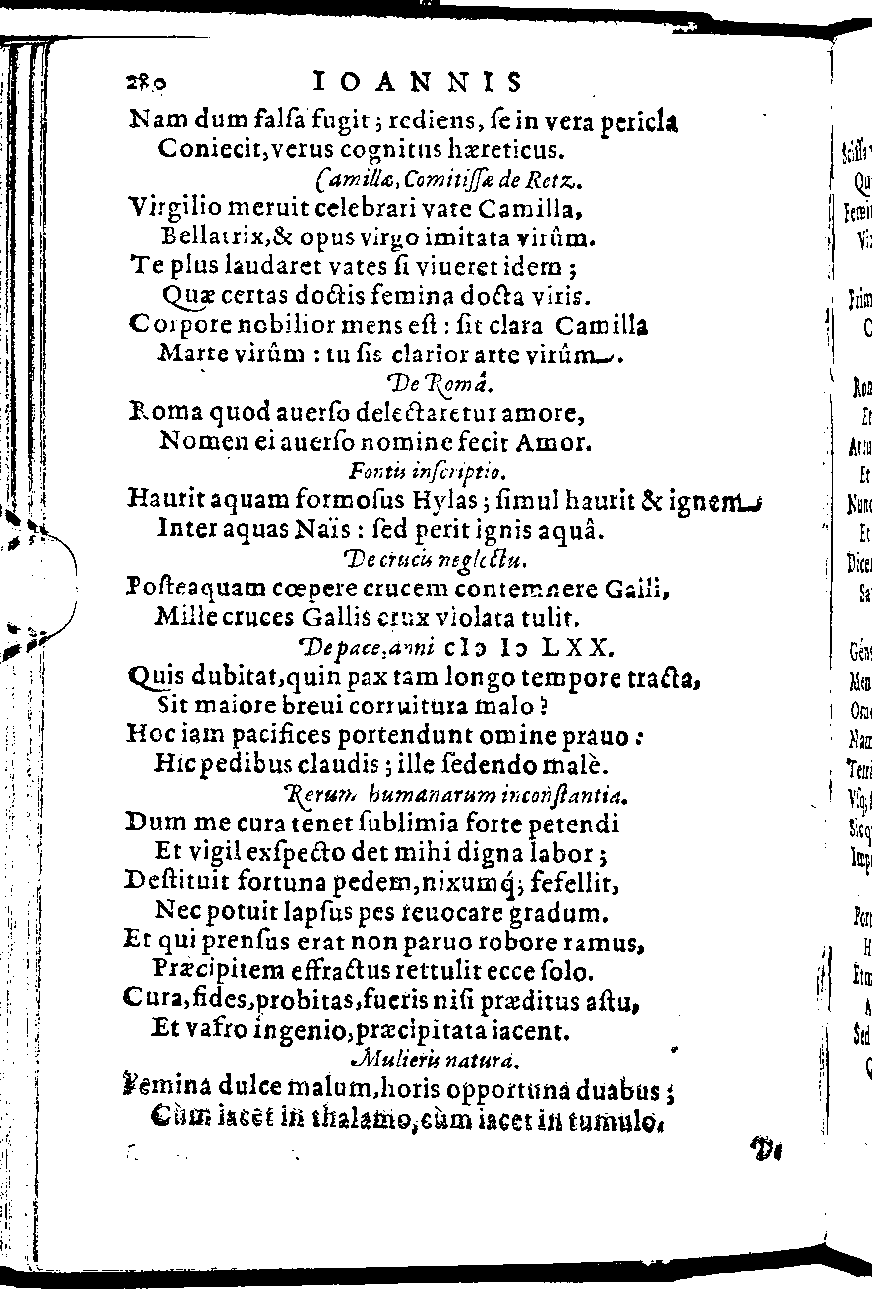 280 IOANNIS
Nam dum falſa fugit; rediens, ſe in vera pericla
Coniecit, verus cognitus hæreticus.
Camillæ, Comitiſſæ de Retz.
Virgilio meruit celebrari vate Camilla,
Bellatrix, & opus virgo imitata virûm.
Te plus laudaret vates ſi viueret idem;
Quæ certas doctis femina docta viris.
Corpore nobilior mens eſt: ſit clara Camilla
Marte virûm: tu ſis clarior arte virûm.
De Româ.
Roma quod auerſo delectaretur amore,
Nomen ei auerſo nomine fecit Amor.
Fontis inſcriptio.
Haurit aquam formoſus Hylas; ſimul haurit & ignem
Inter aquas Naïs: ſed perit ignis aquâ.
De crucis neglectu.
Poſteaquam cœpere crucem contemnere Galli,
Mille cruces Gallis crux violata tulit.
De pace, anni cIↄ Iↄ LXX.
Quis dubitat, quin pax tam longo tempore tracta,
Sit maiore breui corruitura malo?
Hoc iam pacifices portendunt omine prauo:
Hic pedibus claudis; ille ſedendo malè.
Rerum humanarum inconſtantia.
Dum me cura tenet ſublimia forte petendi
Et vigil exſpecto det mihi digna labor;
Deſtituit fortuna pedem, nixumq́; fefellit,
Nec potuit lapſus pes reuocare gradum.
Et qui prenſus erat non paruo robore ramus,
Præcipitem effractus rettulit ecce ſolo.
Cura, fides, probitas, fueris niſi præditus aſtu,
Et vafro ingenio, præcipitata iacent.
Mulieris natura.
Femina dulce malum, horis opportuna duabus;
Cùm iacet in thalamo, cùm iacet in tumulo.
De
Qu
Vi
C
Et
Et
Et
Sa
Men
Nam
H
A
Sed
Q